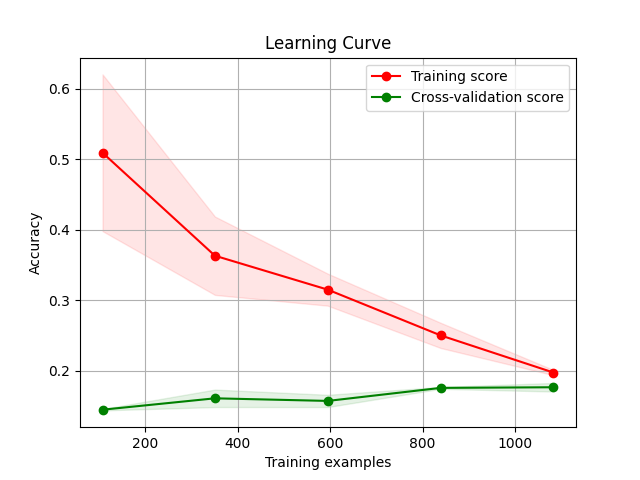 Learning Curve
Training score
Cross-validation score
0.6
0.5
0.4
0.3
0.2
Accuracy
200
400
600
800
1000
Training examples